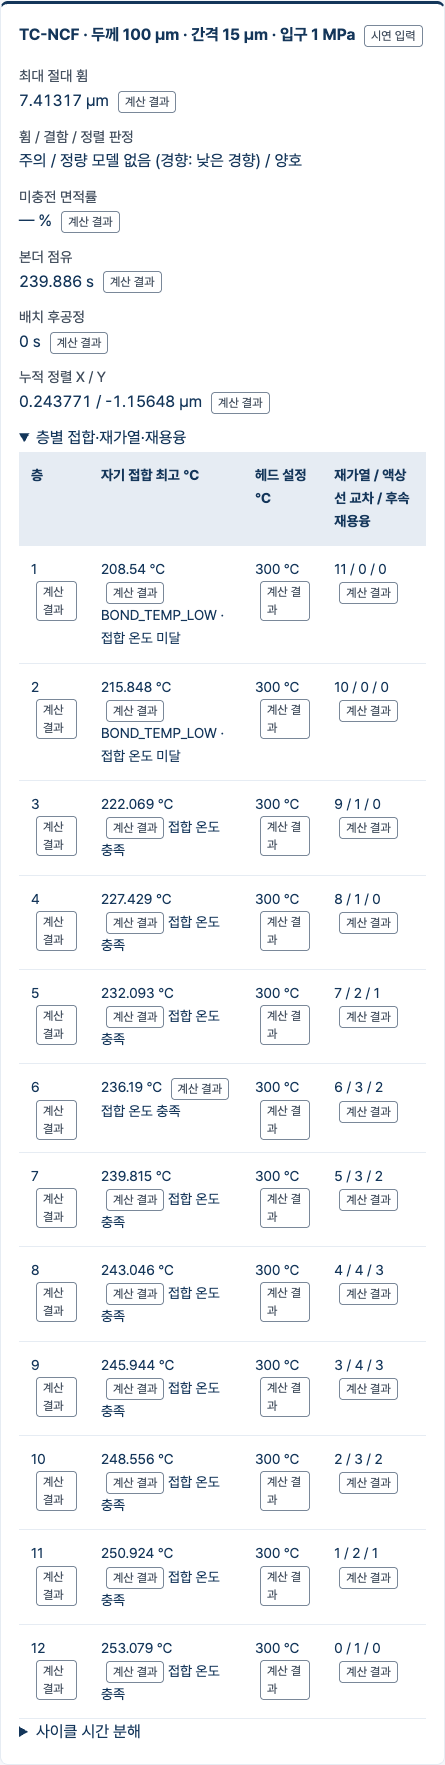 TC-NCF · 두께 100 μm · 간격 15 μm · 입구 1 MPa 시연 입력
최대 절대 휨
7.41317 μm 계산 결과
휨 / 결함 / 정렬 판정
주의 / 정량 모델 없음 (경향: 낮은 경향) / 양호
미충전 면적률
— % 계산 결과
본더 점유
239.886 s 계산 결과
배치 후공정
0 s 계산 결과
누적 정렬 X / Y
0.243771 / -1.15648 μm 계산 결과
▼ 층별 접합·재가열·재용융
층 자기 접합 최고 °C 헤드 설정 재가열 / 액상
°C 선 교차 / 후속
재용융
1 208.54 °C 300 °C 11 / 0 / 0
계산 계산 결과 계산 결 계산 결과
결과 BOND_TEMP_LOW · 과
접합 온도 미달
2 215.848 °C 300 °C 10 / 0 / 0
계산 계산 결과 계산 결 계산 결과
결과 BOND_TEMP_LOW · 과
접합 온도 미달
3 222.069 °C 300 °C 9 / 1 / 0
계산 계산 결과 접합 온도 계산 결 계산 결과
결과 충족 과
4 227.429 °C 300 °C 8 / 1 / 0
계산 계산 결과 접합 온도 계산 결 계산 결과
결과 충족 과
5 232.093 °C 300 °C 7 / 2 / 1
계산 계산 결과 접합 온도 계산 결 계산 결과
결과 충족 과
6 236.19 °C 계산 결과 300 °C 6 / 3 / 2
계산 접합 온도 충족 계산 결 계산 결과
결과 과
7 239.815 °C 300 °C 5 / 3 / 2
계산 계산 결과 접합 온도 계산 결 계산 결과
결과 충족 과
8 243.046 °C 300 °C 4 / 4 / 3
계산 계산 결과 접합 온도 계산 결 계산 결과
결과 충족 과
9 245.944 °C 300 °C 3 / 4 / 3
계산 계산 결과 접합 온도 계산 결 계산 결과
결과 충족 과
10 248.556 °C 300 °C 2 / 3 / 2
계산 계산 결과 접합 온도 계산 결 계산 결과
결과 충족 과
11 250.924 °C 300 °C 1 / 2 / 1
계산 계산 결과 접합 온도 계산 결 계산 결과
결과 충족 과
12 253.079 °C 300 °C 0 / 1 / 0
계산 계산 결과 접합 온도 계산 결 계산 결과
결과 충족 과
▶ 사이클 시간 분해